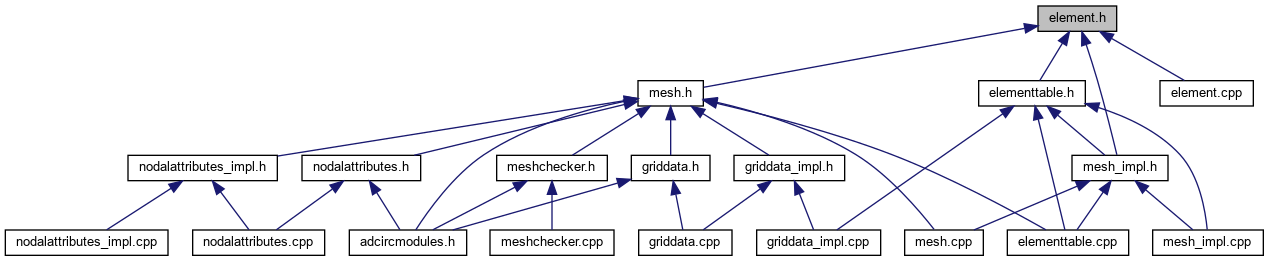 element.h
mesh.h
elementtable.h
element.cpp
nodalattributes_impl.h
nodalattributes.h
meshchecker.h
griddata.h
griddata_impl.h
mesh_impl.h
nodalattributes_impl.cpp
nodalattributes.cpp
adcircmodules.h
meshchecker.cpp
griddata.cpp
griddata_impl.cpp
mesh.cpp
elementtable.cpp
mesh_impl.cpp